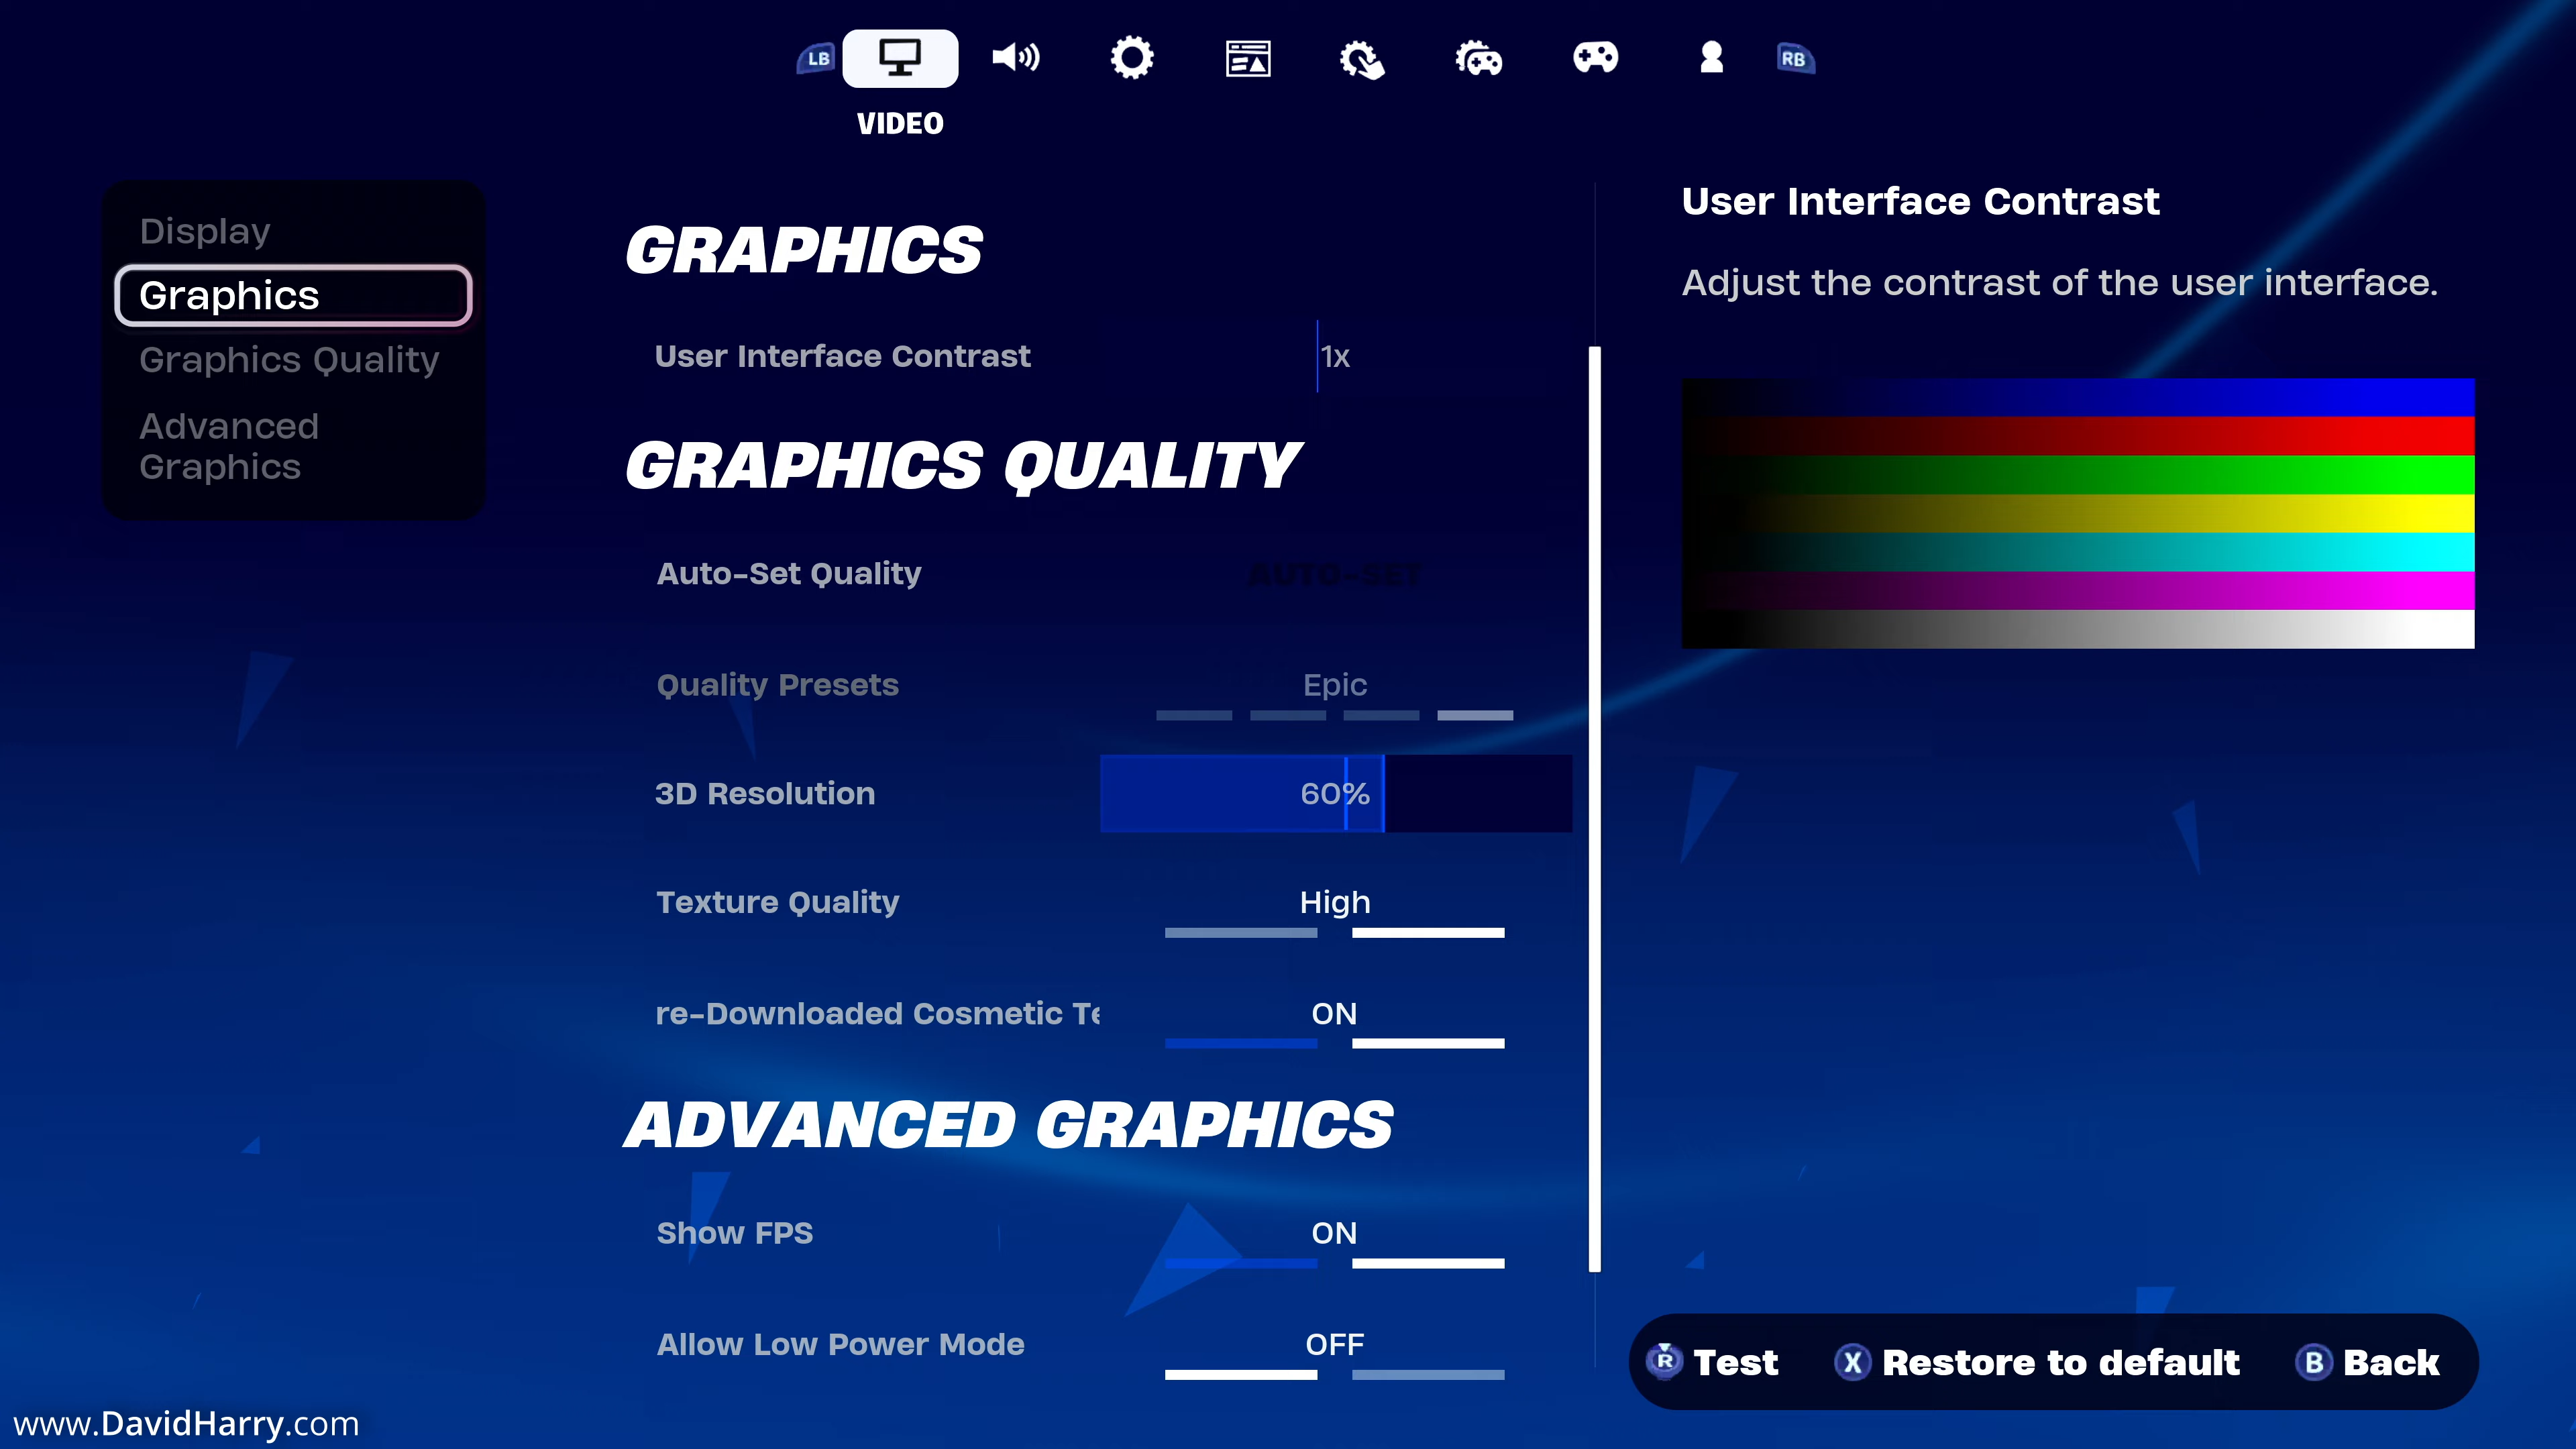 LB
RB
VIDEO
Display
Graphics
Graphics Quality
Advanced
Graphics
GRAPHICS
User Interface Contrast 1x
GRAPHICS QUALITY
Auto-Set Quality AUTO-SET
Quality Presets Epic
3D Resolution 60%
Texture Quality High
re-Downloaded Cosmetic Te ON
ADVANCED GRAPHICS
Show FPS ON
Allow Low Power Mode OFF
User Interface Contrast
Adjust the contrast of the user interface.
R Test X Restore to default B Back
www.DavidHarry.com